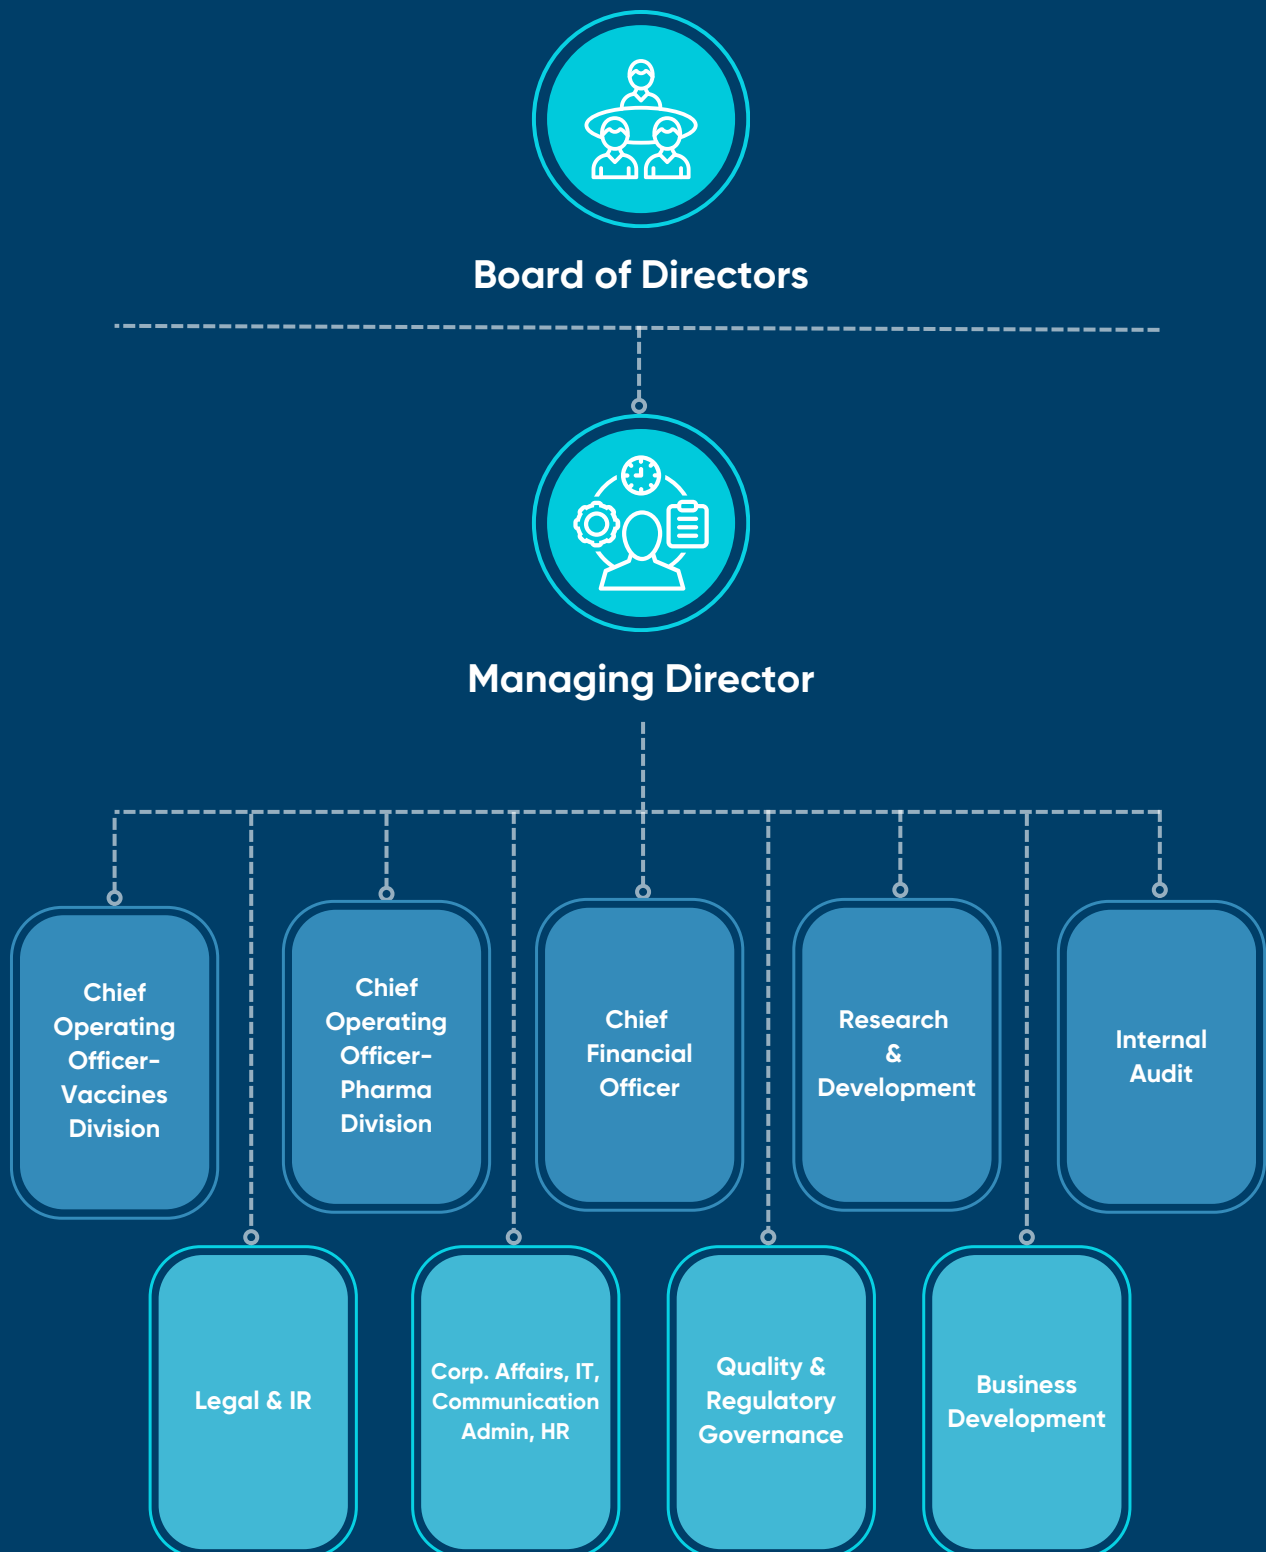 Board of Directors
Managing Director
Chief
Operating
Officer-
Vaccines
Division
Chief
Operating
Officer-
Pharma
Division
Chief
Financial
Officer
Research
&
Development
Internal
Audit
Legal & IR
Corp. Affairs, IT,
Communication
Admin, HR
Quality &
Regulatory
Governance
Business
Development